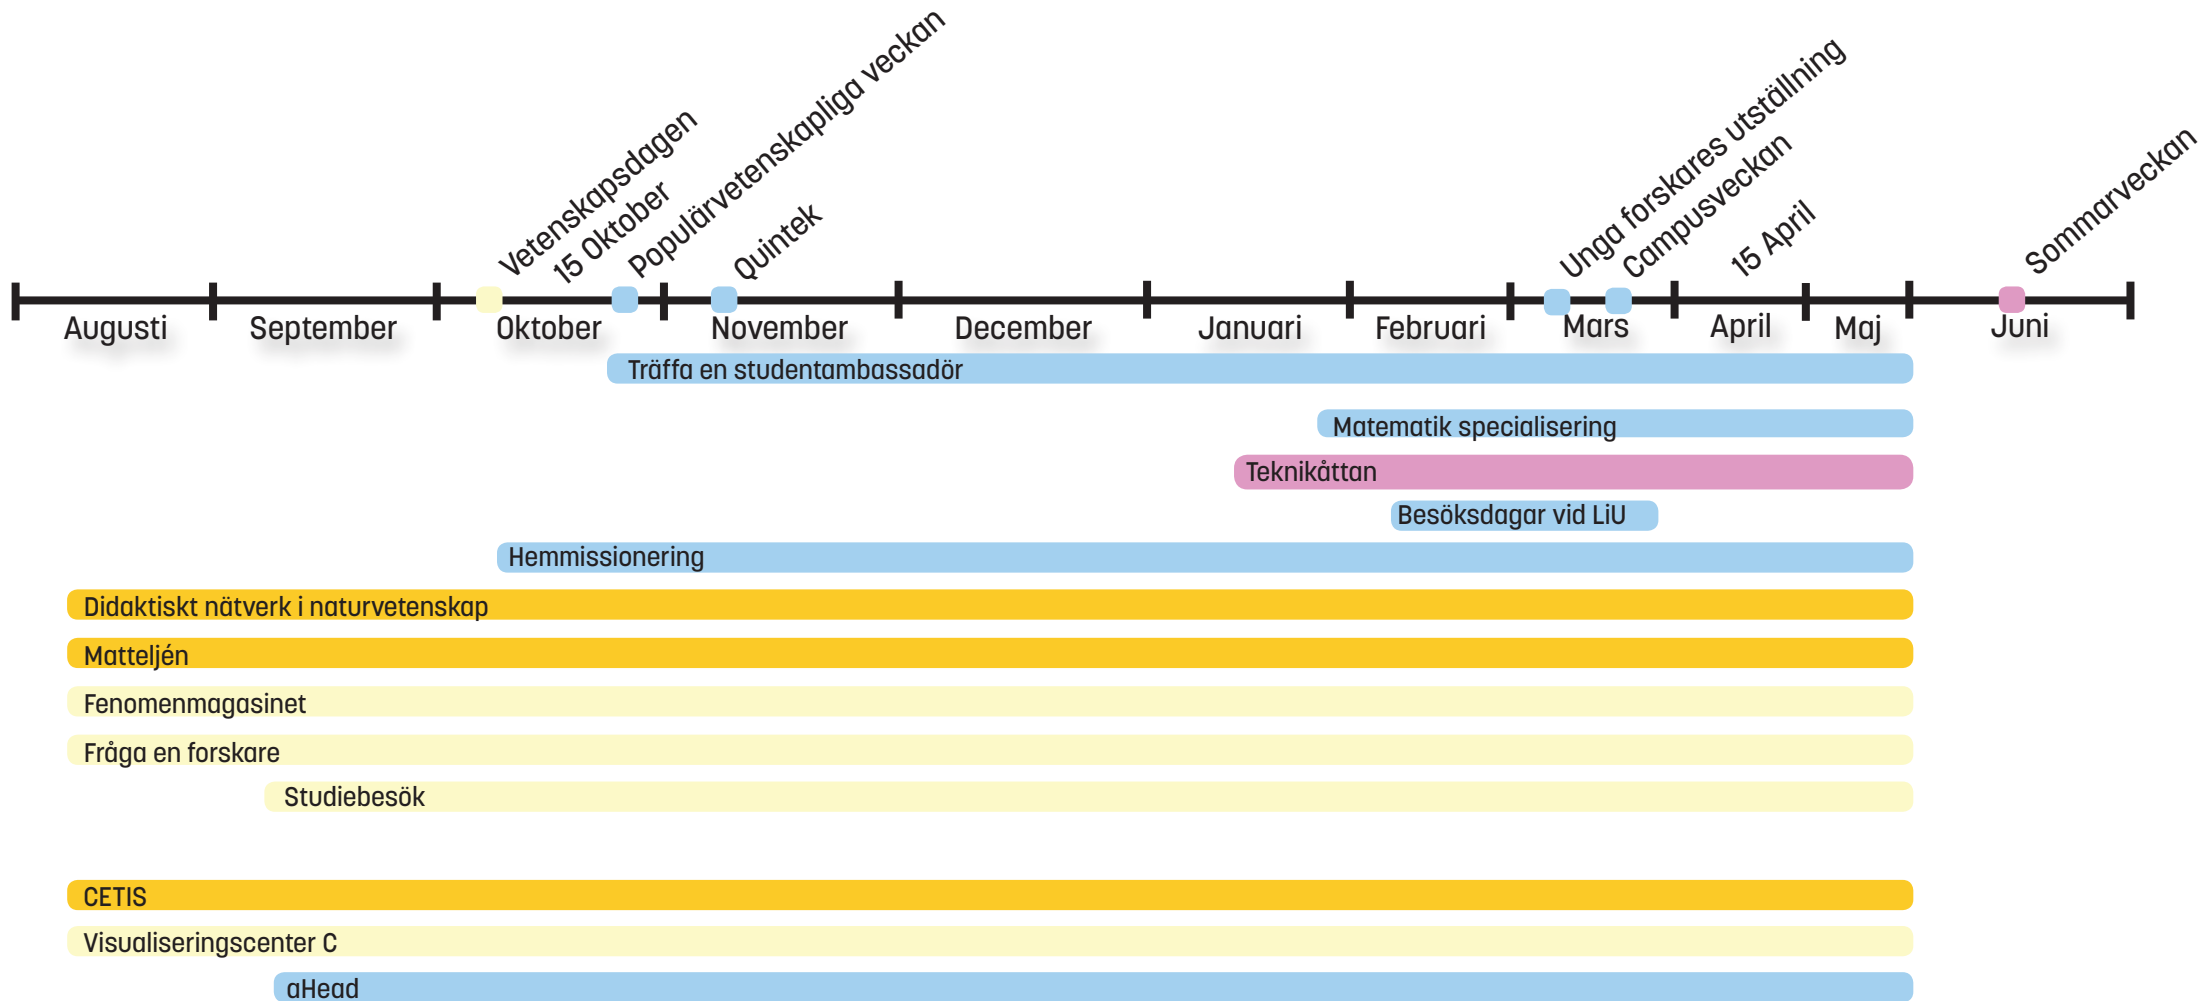 Vetenskapsdagen
15 Oktober
Populärvetenskapliga veckan
Quintek
Unga forskares utställning
Campusveckan
15 April
Sommarveckan
Augusti
September
Oktober
November
December
Januari
Februari
Mars
April
Maj
Juni
Träffa en studentambassadör
Matematik specialisering
Teknikåttan
Besöksdagar vid LiU
Hemmissionering
Didaktiskt nätverk i naturvetenskap
Matteljén
Fenomenmagasinet
Fråga en forskare
Studiebesök
CETIS
Visualiseringscenter C
aHead